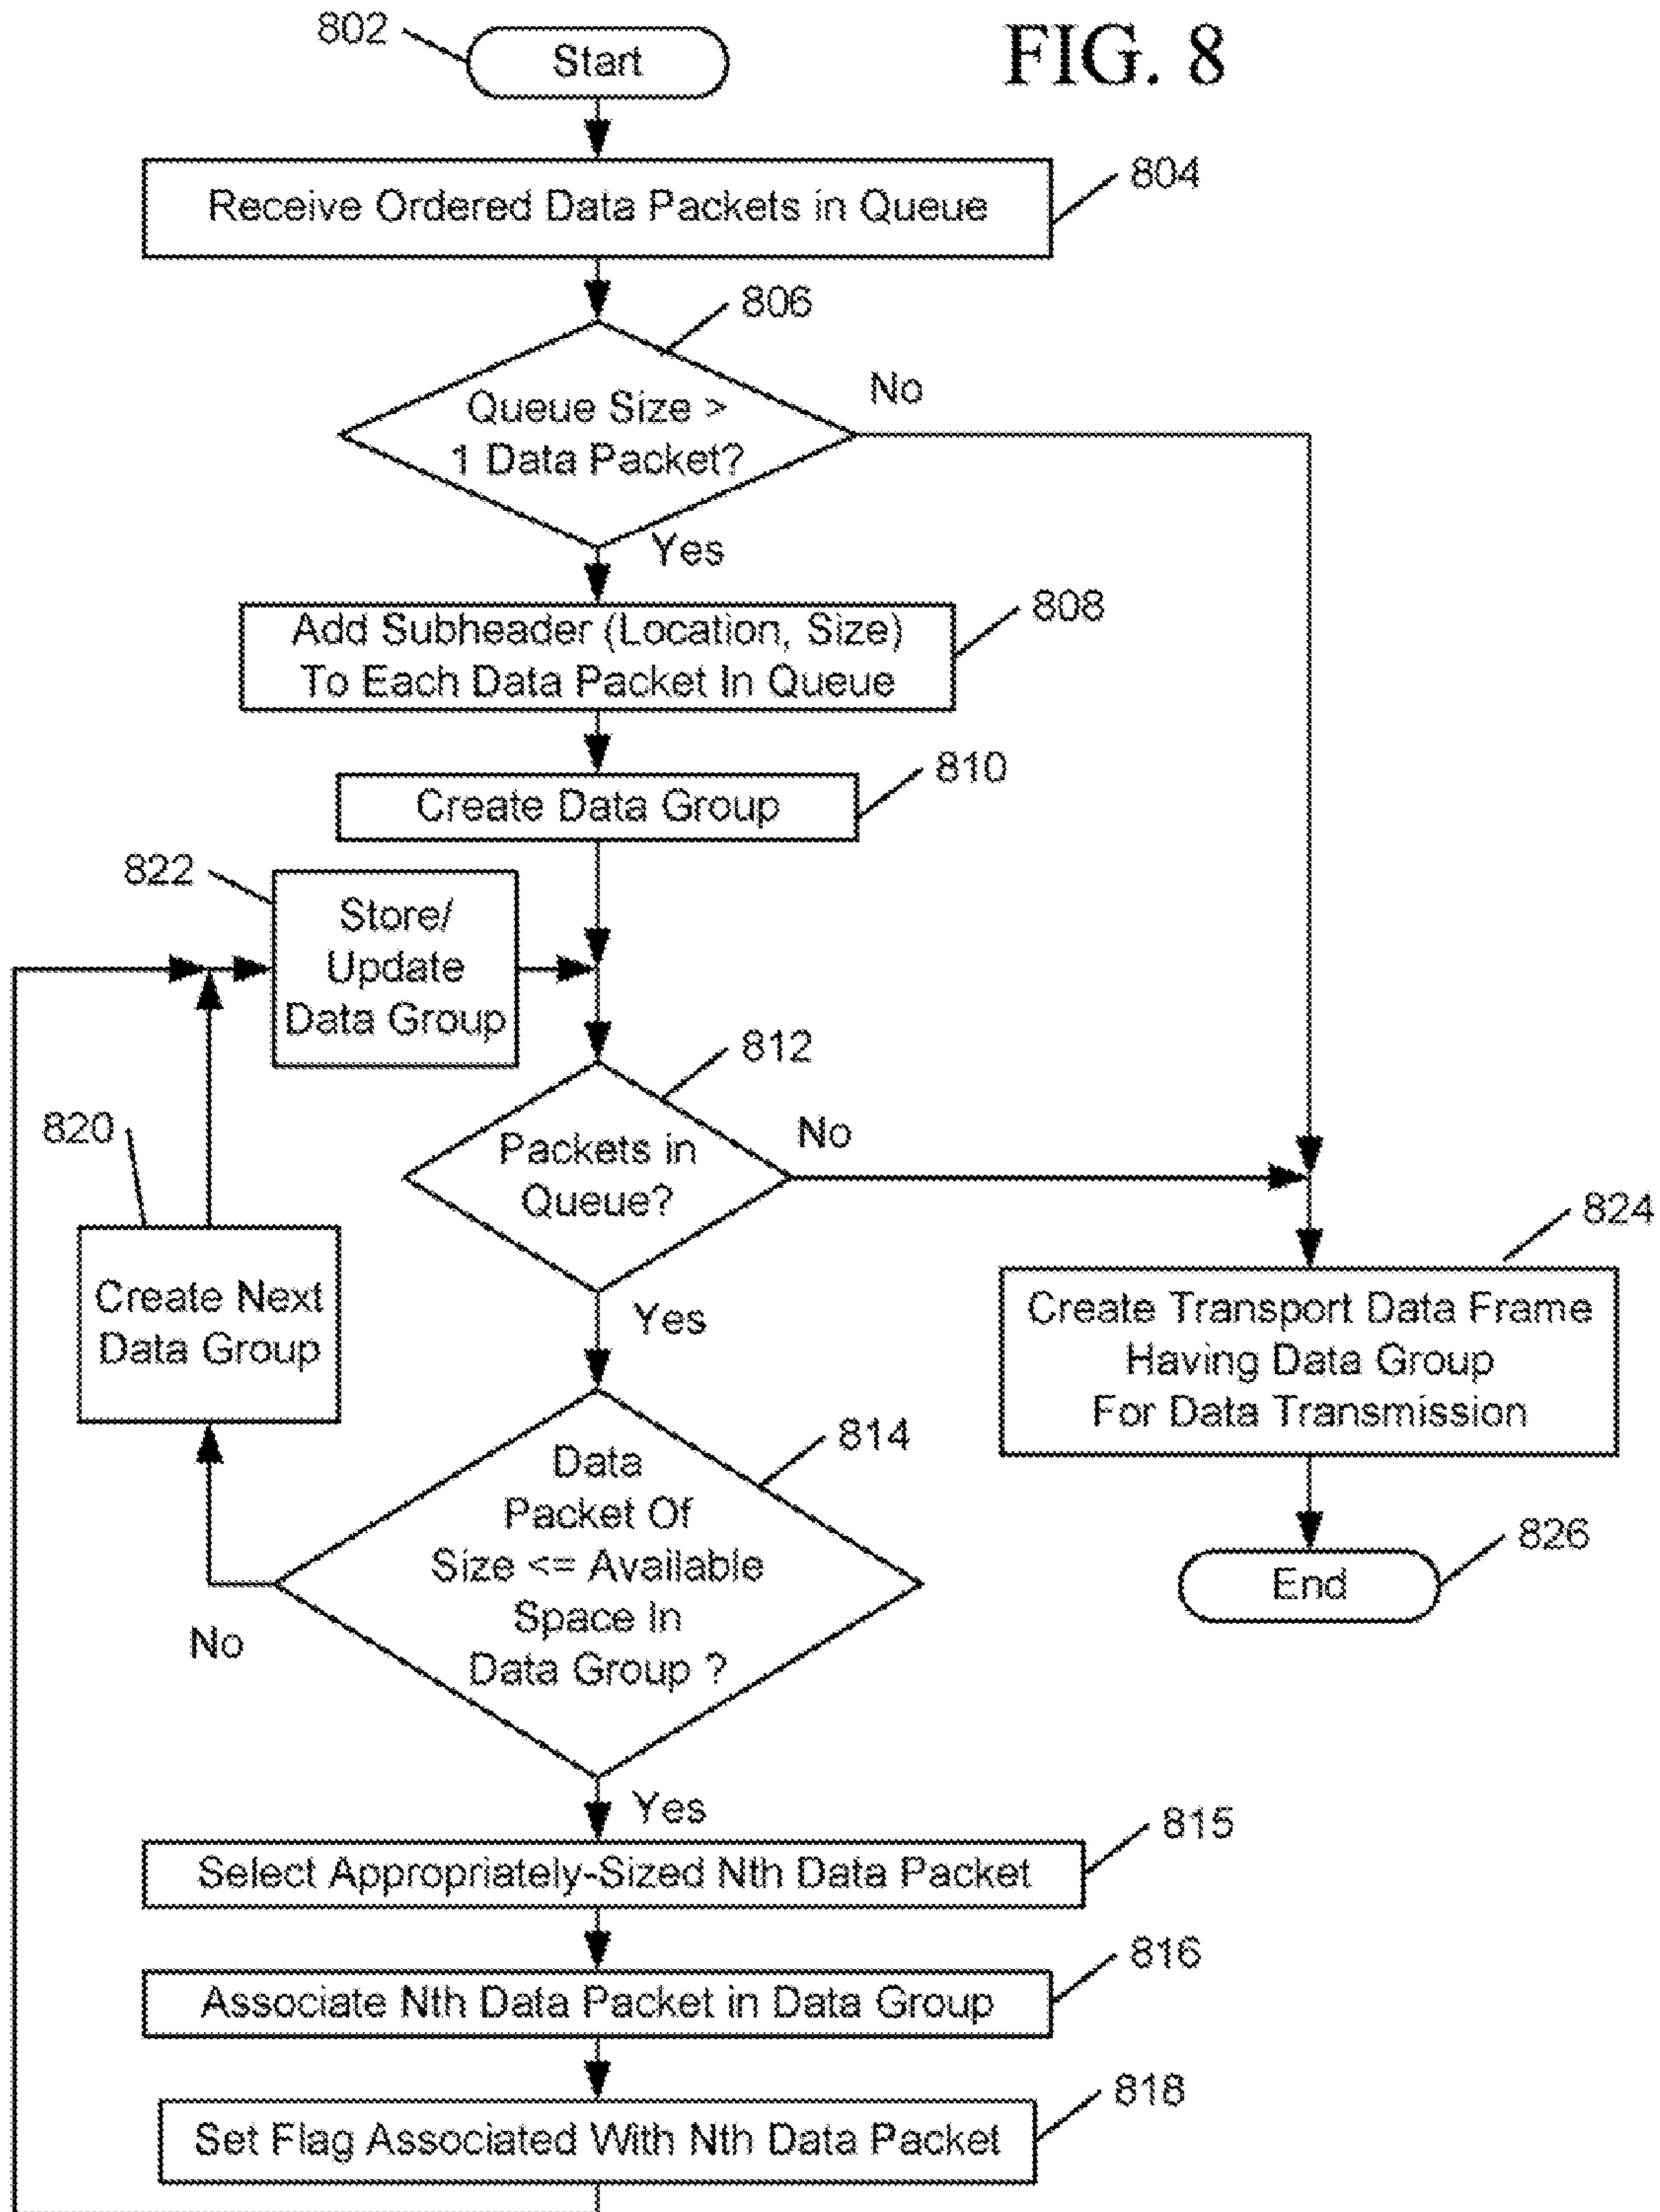 FIG. 8
802
Start
804
Receive Ordered Data Packets in Queue
806
Queue Size >
1 Data Packet?
No
Yes
808
Add Subheader (Location, Size)
To Each Data Packet In Queue
810
Create Data Group
822
Store/
Update
Data Group
812
Packets in
Queue?
No
Yes
820
Create Next
Data Group
824
Create Transport Data Frame
Having Data Group
For Data Transmission
814
Data
Packet Of
Size <= Available
Space In
Data Group ?
No
Yes
826
End
815
Select Appropriately-Sized Nth Data Packet
816
Associate Nth Data Packet in Data Group
818
Set Flag Associated With Nth Data Packet